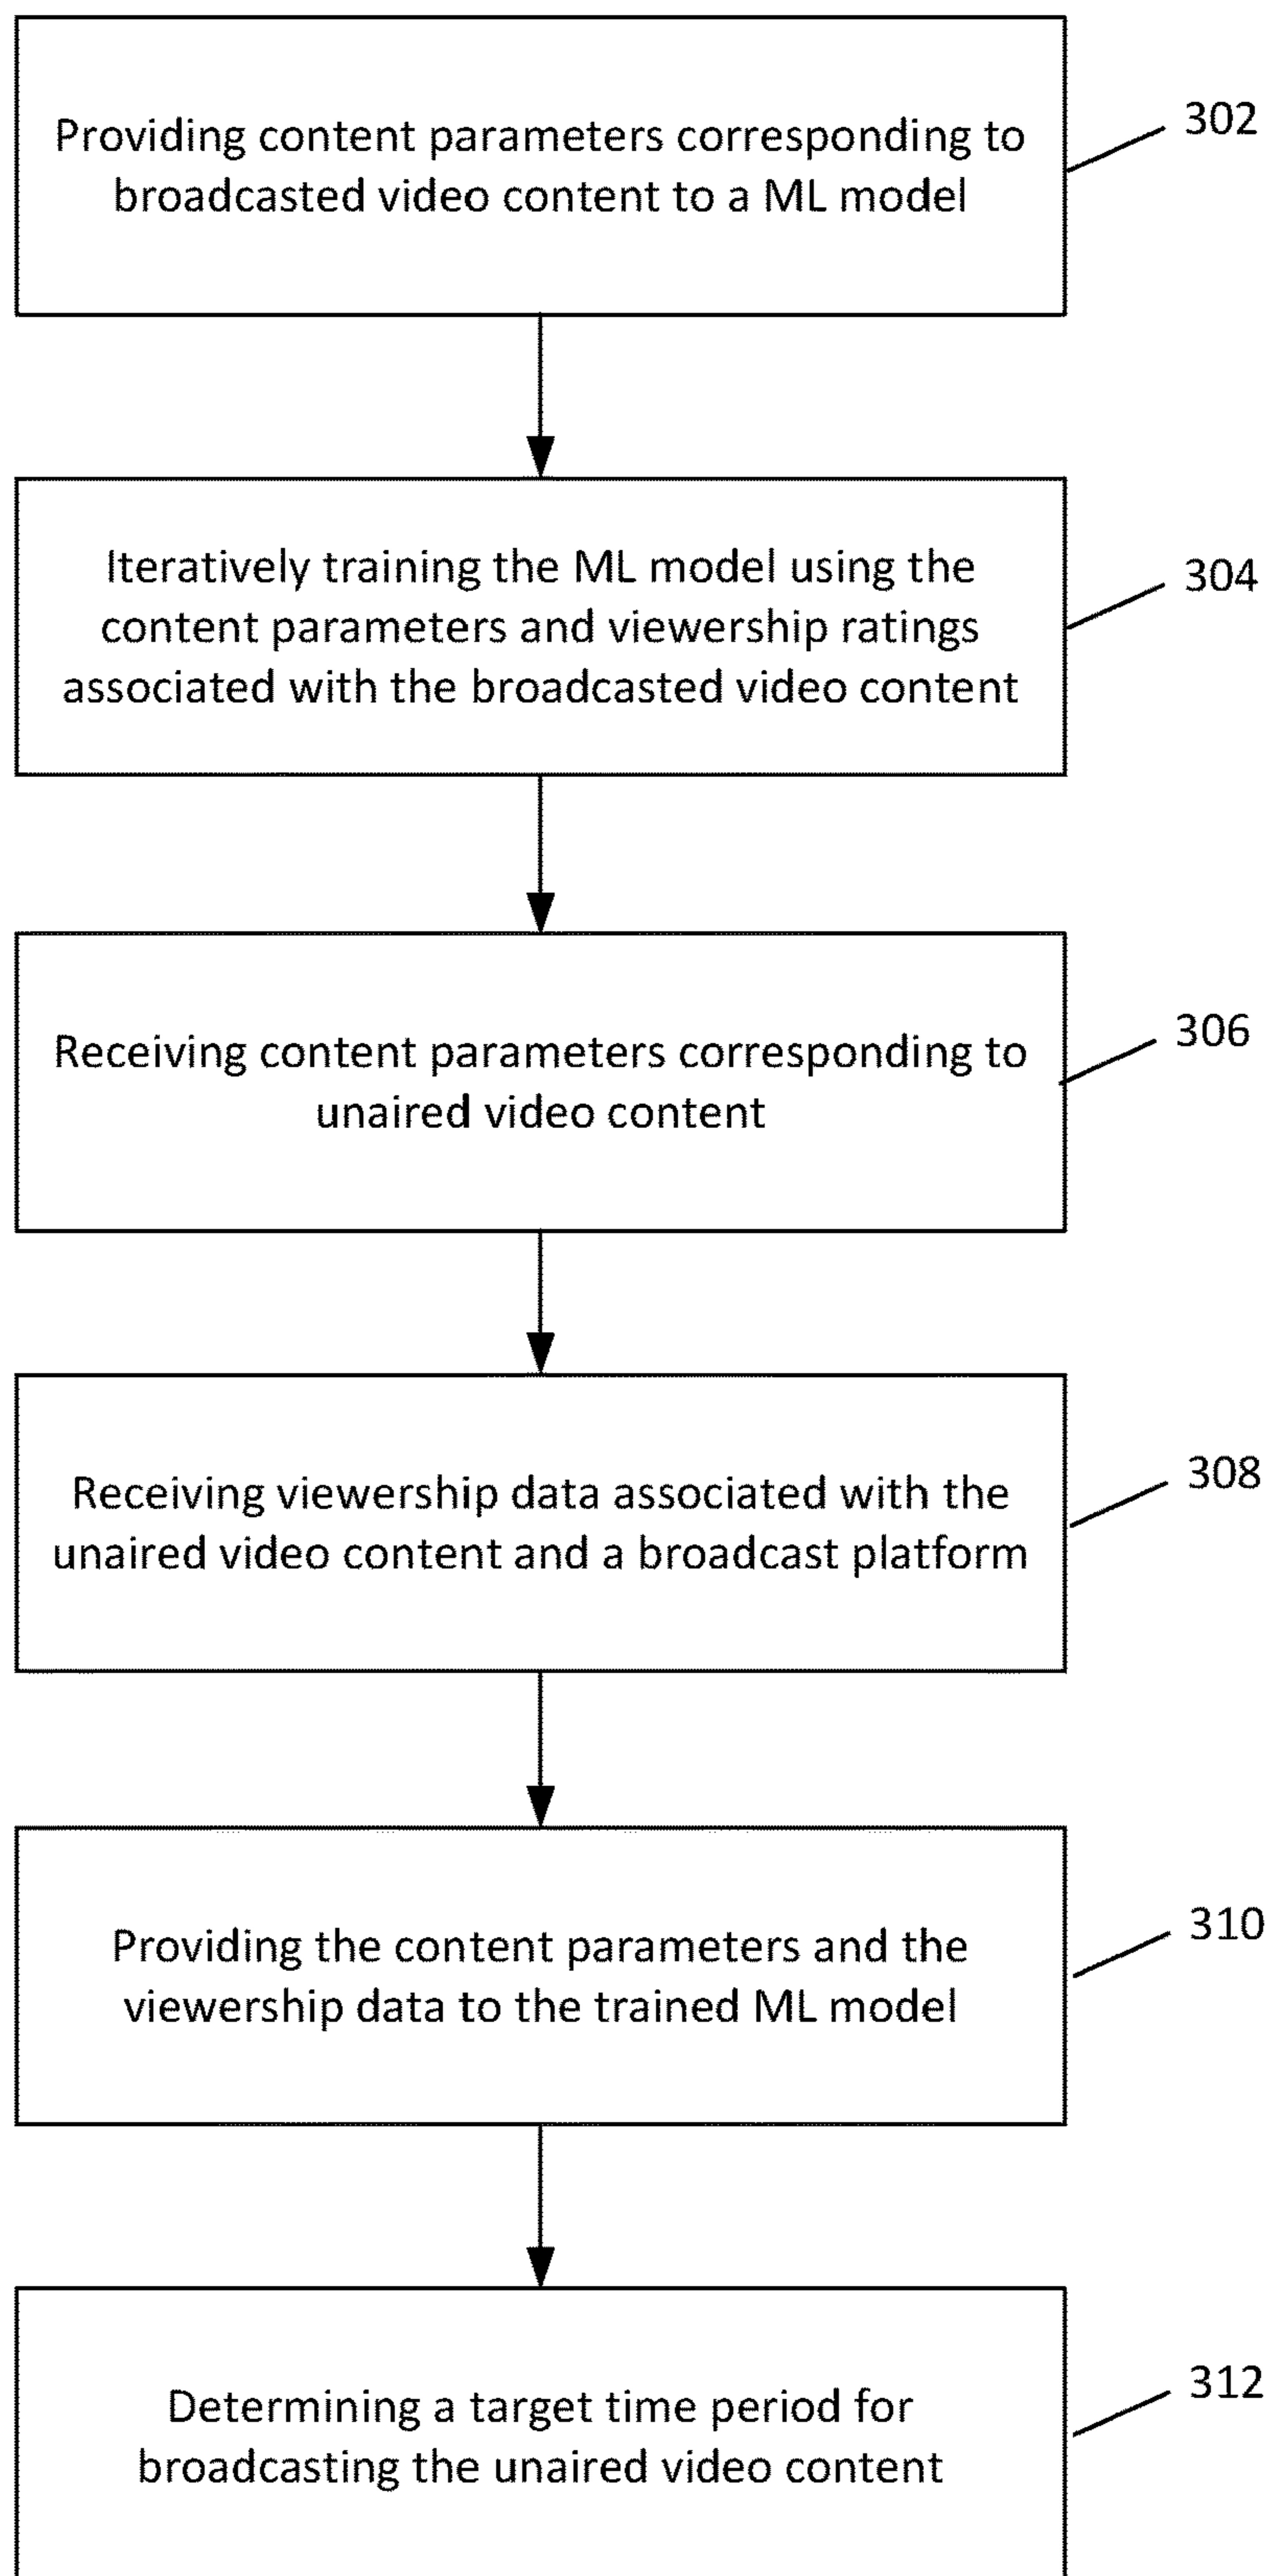 Providing content parameters corresponding to
broadcasted video content to a ML model
302
Iteratively training the ML model using the
content parameters and viewership ratings
associated with the broadcasted video content
304
Receiving content parameters corresponding to
unaired video content
306
Receiving viewership data associated with the
unaired video content and a broadcast platform
308
Providing the content parameters and the
viewership data to the trained ML model
310
Determining a target time period for
broadcasting the unaired video content
312